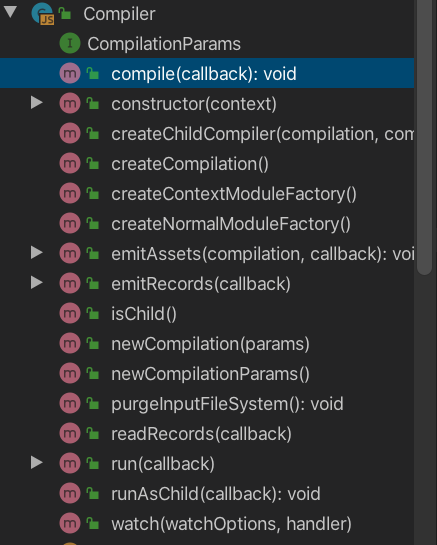 Compiler
CompilationParams
compile(callback): void
constructor(context)
createChildCompiler(compilation, com
createCompilation()
createContextModuleFactory()
createNormalModuleFactory()
emitAssets(compilation, callback): voi
emitRecords(callback)
isChild()
newCompilation(params)
newCompilationParams()
purgeInputFileSystem(): void
readRecords(callback)
run(callback)
runAsChild(callback): void
watch(watchOptions, handler)